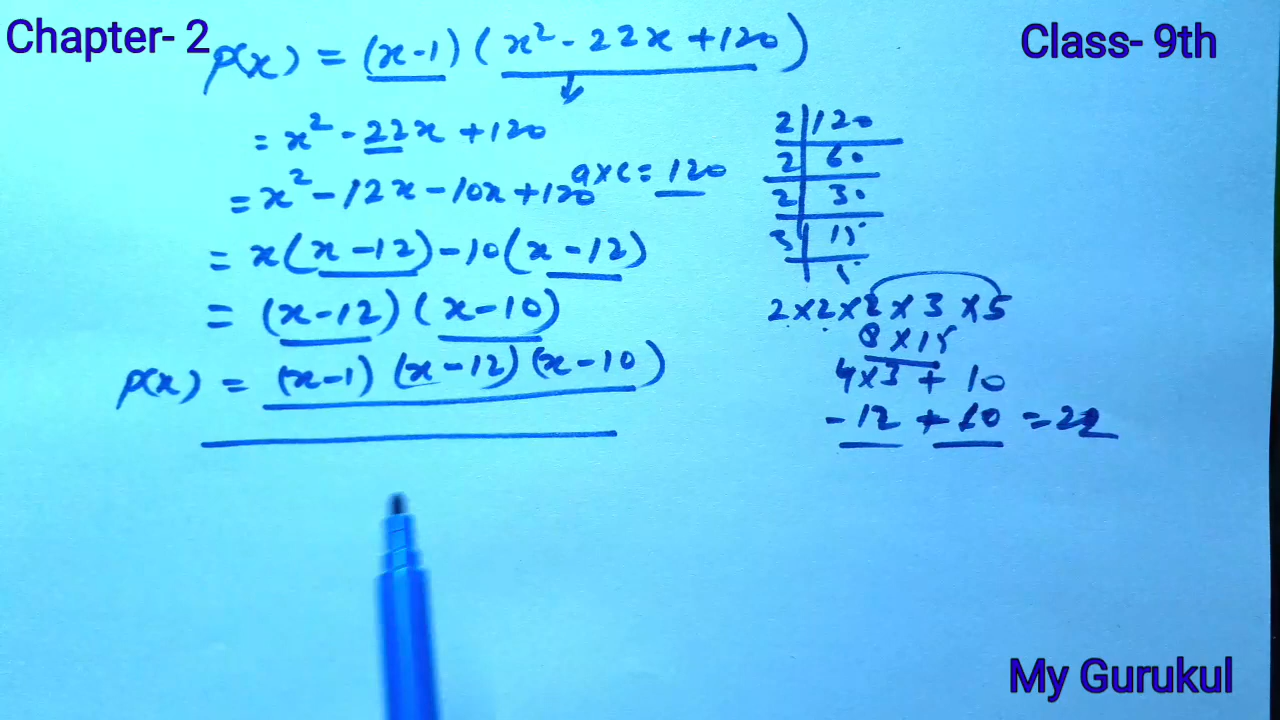 Chapter- 2
Class- 9th
p(x) = (x-1) (x² - 22x + 120)
= x² - 22x + 120
= x² - 12x - 10x + 120
a×c = 120
= x(x-12) - 10(x-12)
= (x-12) (x-10)
p(x) = (x-1) (x-12) (x-10)
2 | 120
2 | 60
2 | 30
3 | 15
5
2×2×2×3×5
8×15
4×3 + 10
- 12 + 10 = 22
My Gurukul